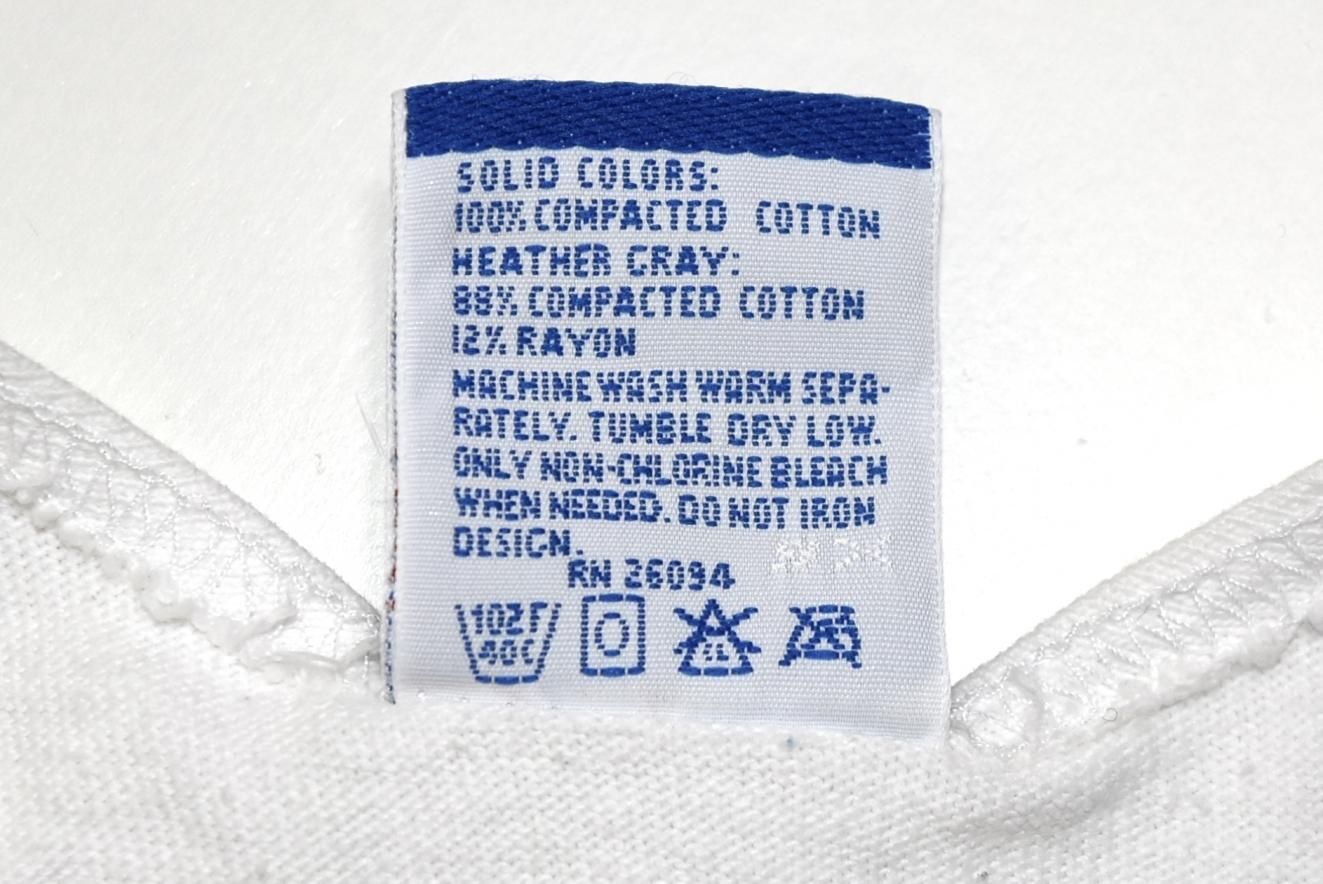 SOLID COLORS:
100% COMPACTED COTTON
HEATHER GRAY:
88% COMPACTED COTTON
12% RAYON
MACHINE WASH WARM SEPA-
RATELY. TUMBLE DRY LOW.
ONLY NON-CHLORINE BLEACH
WHEN NEEDED. DO NOT IRON
DESIGN.
RN 26094
102F
40C